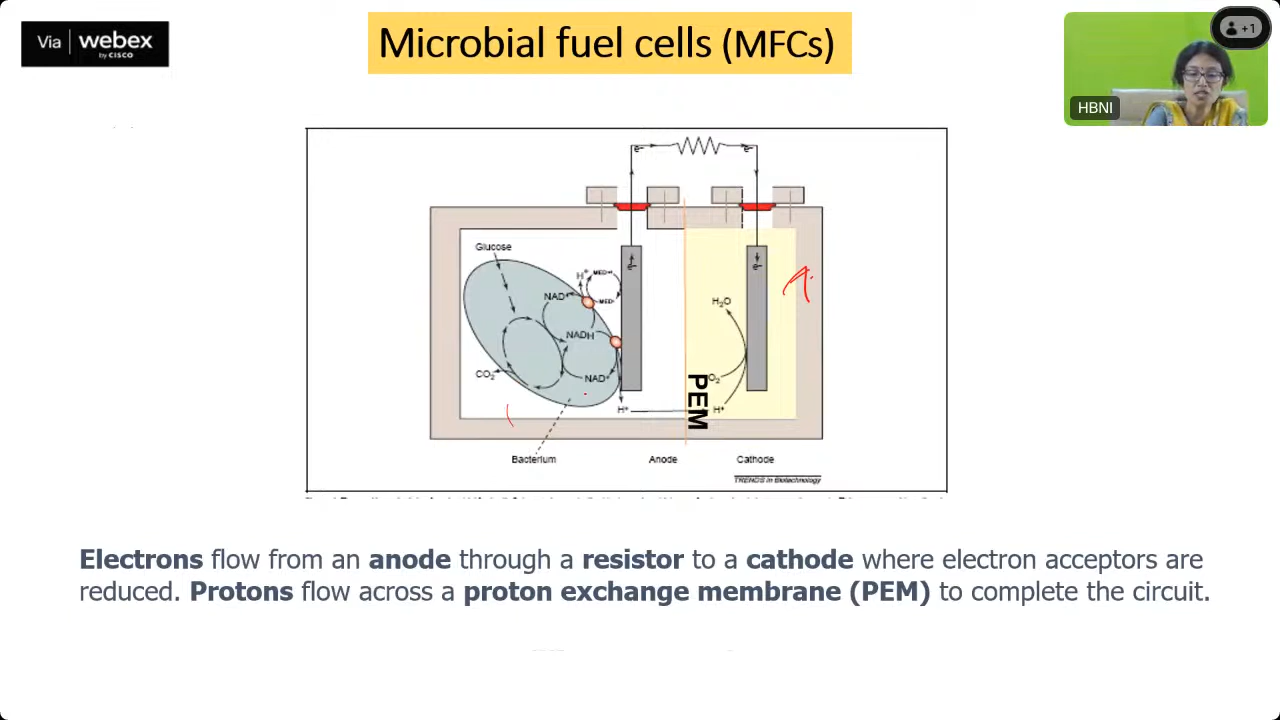 Via webex
by CISCO
Microbial fuel cells (MFCs)
+1
HBNI
e- e-
Glucose
e- e-
H+ MED
NAD+ MED
H2O
NADH
CO2 NAD+
O2
PEM
H+ H+
Bacterium Anode Cathode
TRENDS in Biotechnology
Electrons flow from an anode through a resistor to a cathode where electron acceptors are
reduced. Protons flow across a proton exchange membrane (PEM) to complete the circuit.